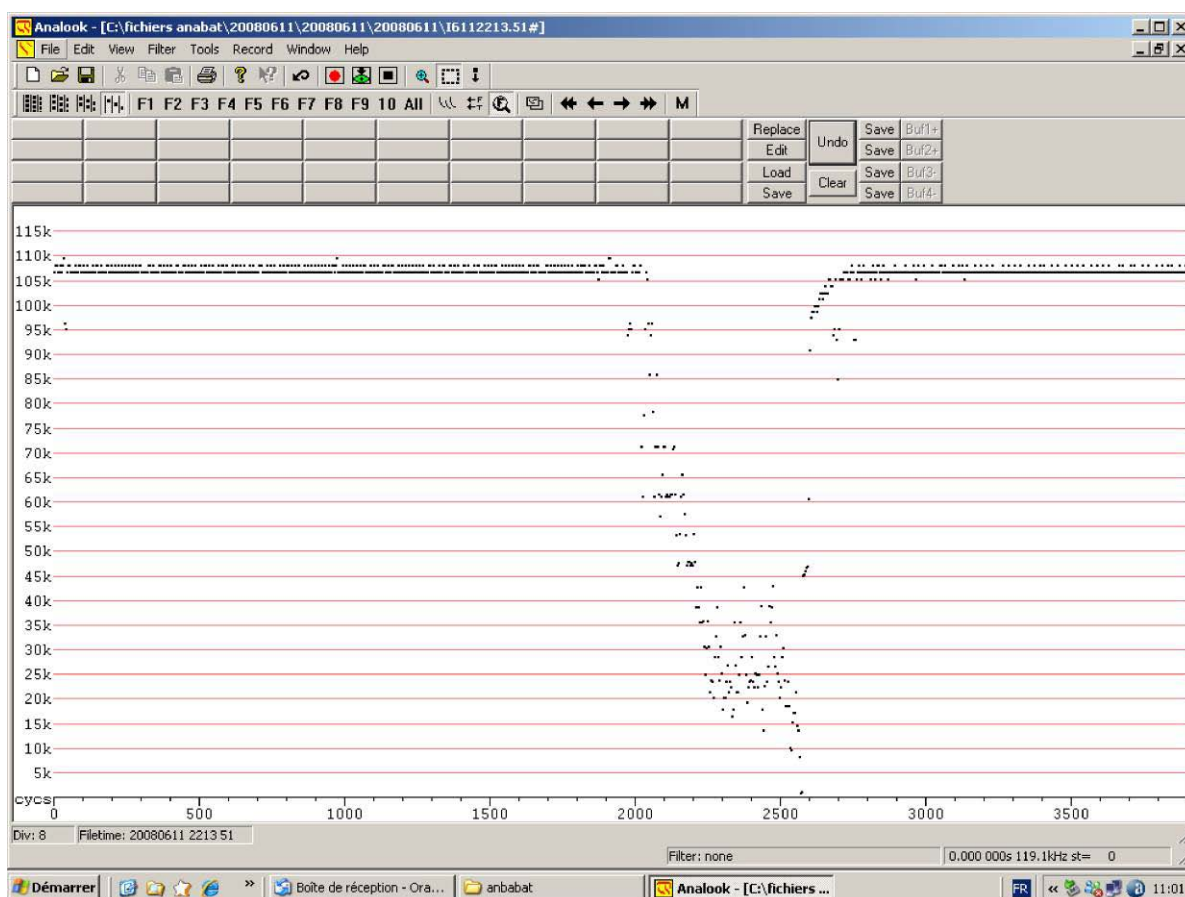 Analook - [C:\fichiers anabat\20080611\20080611\20080611\I6112213.51#]
File Edit View Filter Tools Record Window Help
F1 F2 F3 F4 F5 F6 F7 F8 F9 10 All M
Replace Undo Save Buf1+
Edit Save Buf2+
Load Clear Save Buf3-
Save Save Buf4-
115k
110k
105k
100k
95k
90k
85k
80k
75k
70k
65k
60k
55k
50k
45k
40k
35k
30k
25k
20k
15k
10k
5k
cycs
0 500 1000 1500 2000 2500 3000 3500
Div: 8 Filetime: 20080611 2213 51
Filter: none 0.000 000s 119.1kHz st= 0
Démarrer » Boîte de réception - Ora... anbabat Analook - [C:\fichiers ... FR « 11:01